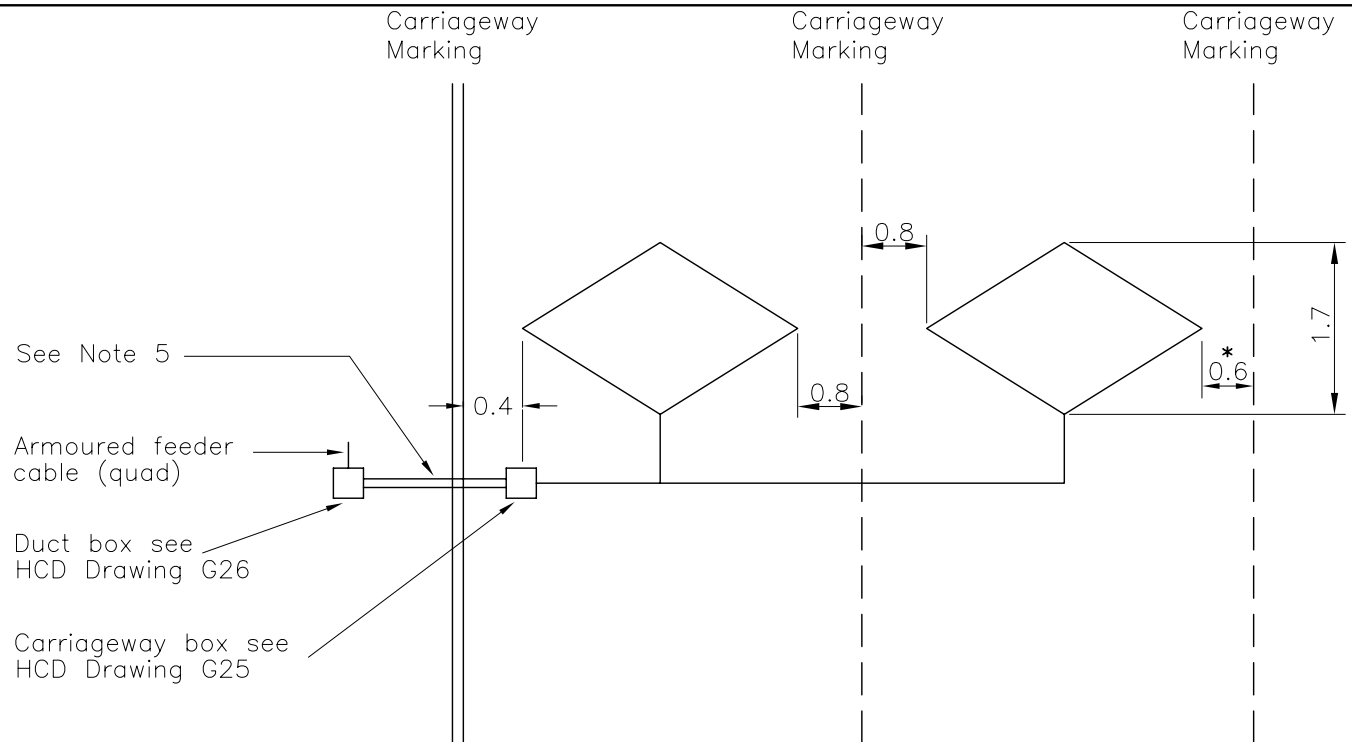 Carriageway
Marking
Carriageway
Marking
Carriageway
Marking
0.8
1.7
See Note 5
*
0.6
0.8
0.4
Armoured feeder
cable (quad)
Duct box see
HCD Drawing G26
Carriageway box see
HCD Drawing G25